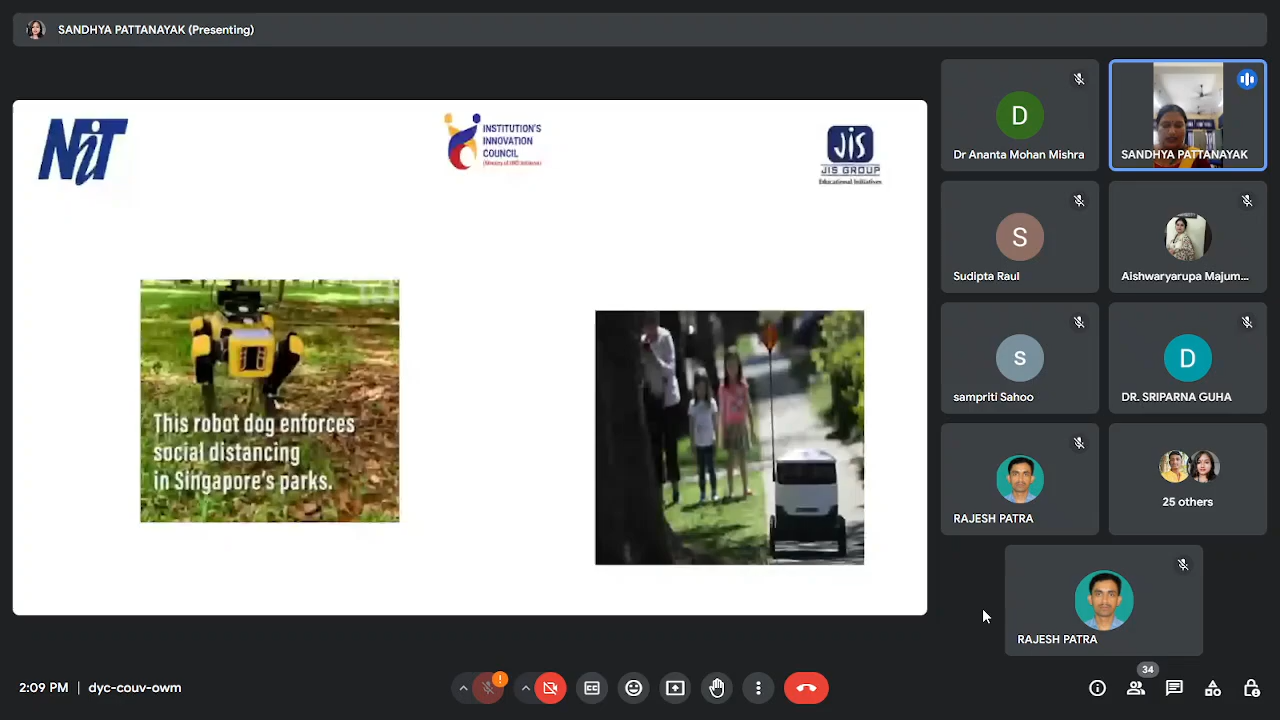 SANDHYA PATTANAYAK (Presenting)
NiT
INSTITUTION'S
INNOVATION
COUNCIL
JIS
JIS GROUP
Educational Initiatives
This robot dog enforces
social distancing
in Singapore's parks.
D
Dr Ananta Mohan Mishra
SANDHYA PATTANAYAK
S
Sudipta Raul
Aishwaryarupa Majum...
s
sampriti Sahoo
D
DR. SRIPARNA GUHA
RAJESH PATRA
25 others
RAJESH PATRA
2:09 PM | dyc-couv-owm
CC
34